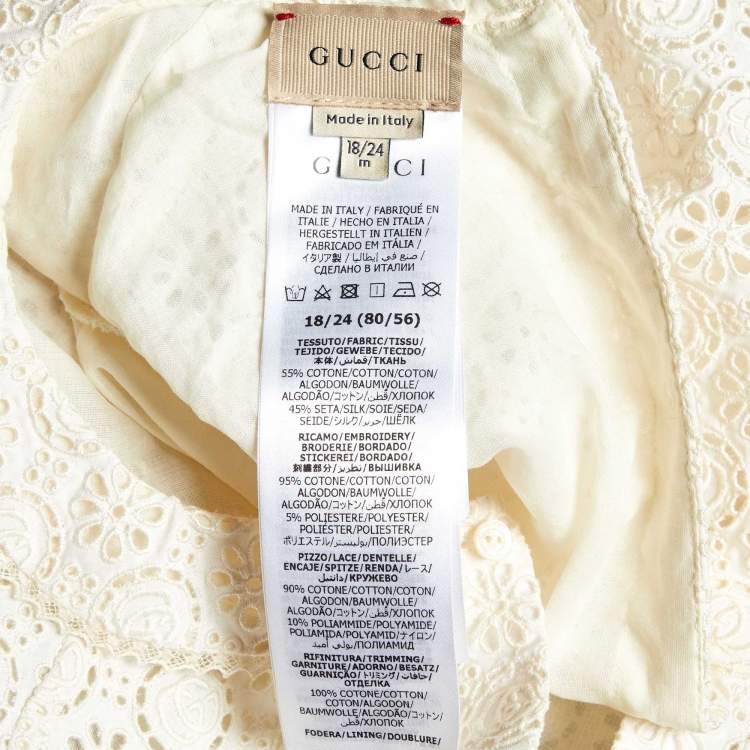 GUCCI
Made in Italy
18/24
m
G CI
MADE IN ITALY / FABRIQUÉ EN
ITALIE / HECHO EN ITALIA /
HERGESTELLT IN ITALIEN /
FABRICADO EM ITÁLIA /
イタリア製 / صنع في إيطاليا /
СДЕЛАНО В ИТАЛИИ
18/24 (80/56)
TESSUTO/FABRIC/TISSU/
TEJIDO/GEWEBE/TECIDO/
本体/قماش/ТКАНЬ
55% COTONE/COTTON/COTON/
ALGODON/BAUMWOLLE/
ALGODÃO/コットン/قطن/ХЛОПОК
45% SETA/SILK/SOIE/SEDA/
SEIDE/シルク/حرير/ШЁЛК
RICAMO/EMBROIDERY/
BRODERIE/BORDADO/
STICKEREI/BORDADO/
刺繍部分/تطريز/ВЫШИВКА
95% COTONE/COTTON/COTON/
ALGODON/BAUMWOLLE/
ALGODÃO/コットン/قطن/ХЛОПОК
5% POLIESTERE/POLYESTER/
POLIÉSTER/POLIESTER/
ポリエステル/بوليستر/ПОЛИЭСТЕР
PIZZO/LACE/DENTELLE/
ENCAJE/SPITZE/RENDA/レース/
دانتيل/КРУЖЕВО
90% COTONE/COTTON/COTON/
ALGODON/BAUMWOLLE/
ALGODÃO/コットン/قطن/ХЛОПОК
10% POLIAMMIDE/POLYAMIDE/
POLIAMIDA/POLYAMID/ナイロン/
بولي أميد/ПОЛИАМИД
RIFINITURA/TRIMMING/
GARNITURE/ADORNO/BESATZ/
GUARNIÇÃO/トリミング/حافات/
ОТДЕЛКА
100% COTONE/COTTON/
COTON/ALGODON/
BAUMWOLLE/ALGODÃO/コットン/
قطن/ХЛОПОК
FODERA/LINING/DOUBLURE/